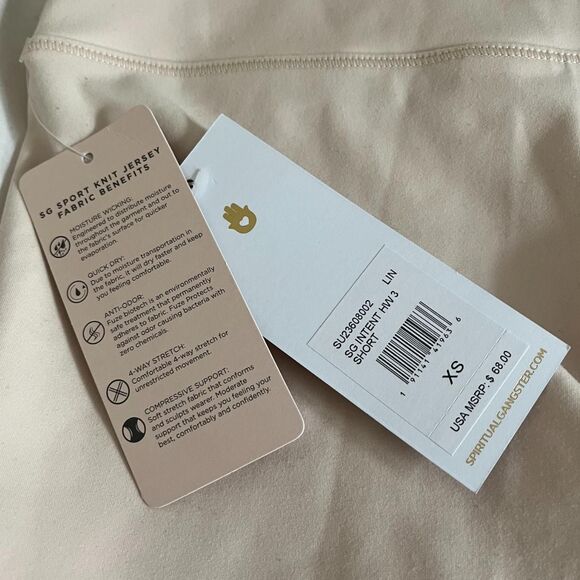 SG SPORT KNIT JERSEY
FABRIC BENEFITS
MOISTURE WICKING:
Engineered to distribute moisture
throughout the garment and out to
the fabric's surface for quicker
evaporation.
QUICK DRY:
Due to moisture transportation in
the fabric, it will dry faster and keep
you feeling comfortable.
ANTI-ODOR:
Fuze biotech is an environmentally
safe treatment that permanently
adheres to fabric. Fuze Protects
against odor causing bacteria with
zero chemicals.
4-WAY STRETCH:
Comfortable 4-way stretch for
unrestricted movement.
COMPRESSIVE SUPPORT:
Soft stretch fabric that conforms
and sculpts wearer. Moderate
support that keeps you feeling your
best, comfortably and confidently.
SU23608002 LIN
SG INTENT HW 3
SHORT
XS
USA MSRP: $ 68.00
SPIRITUALGANGSTER.COM